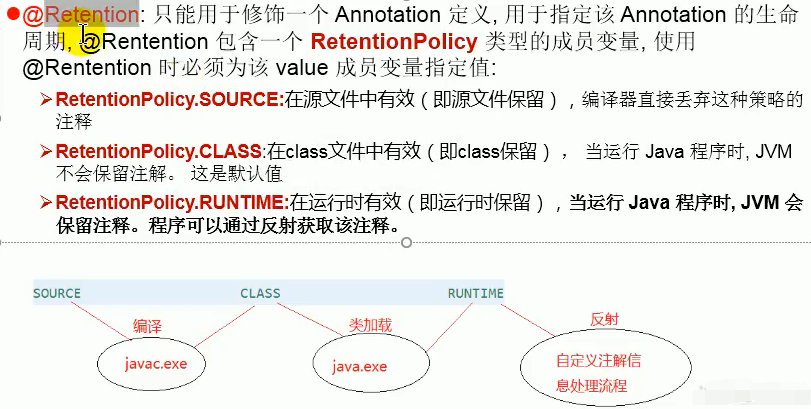 @Retention: 只能用于修饰一个 Annotation 定义, 用于指定该 Annotation 的生命
周期, @Rentention 包含一个 RetentionPolicy 类型的成员变量, 使用
@Rentention 时必须为该 value 成员变量指定值:
RetentionPolicy.SOURCE:在源文件中有效（即源文件保留）, 编译器直接丢弃这种策略的
注释
RetentionPolicy.CLASS:在class文件中有效（即class保留） ， 当运行 Java 程序时, JVM
不会保留注解。 这是默认值
RetentionPolicy.RUNTIME:在运行时有效（即运行时保留）, 当运行 Java 程序时, JVM 会
保留注释。程序可以通过反射获取该注释。
SOURCE CLASS RUNTIME
编译 类加载 反射
javac.exe java.exe 自定义注解信
息处理流程